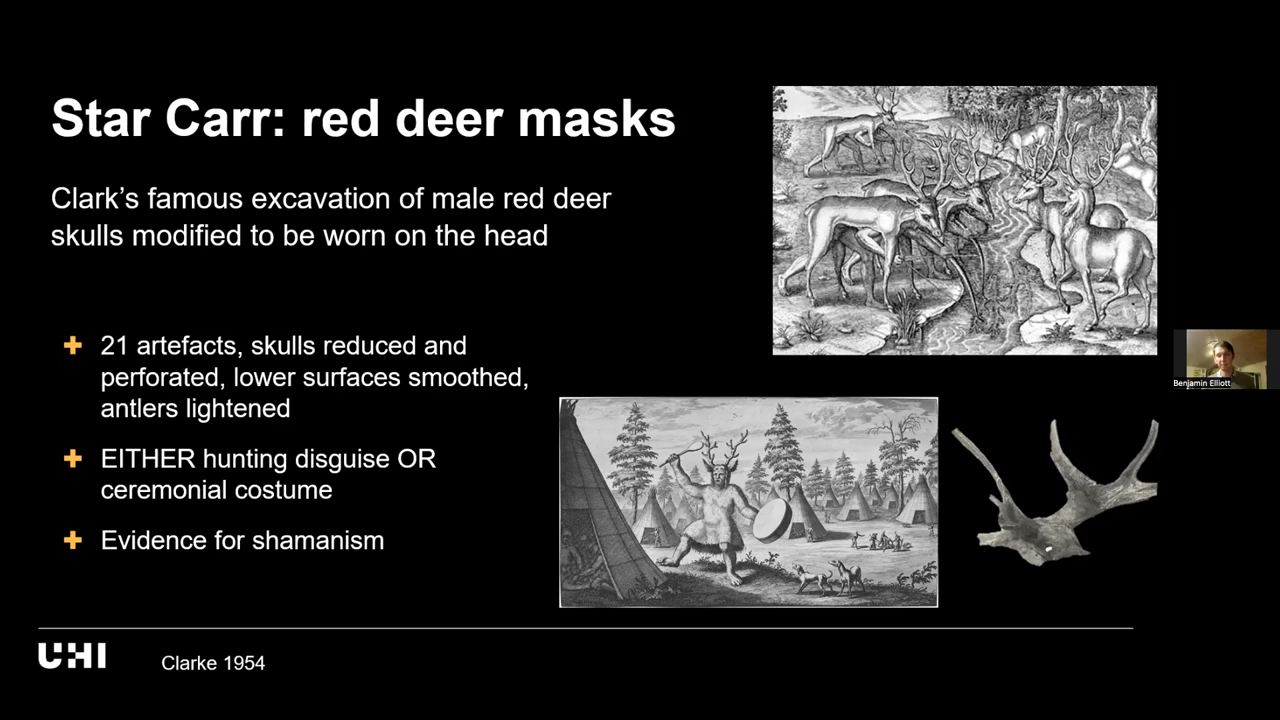 Star Carr: red deer masks
Clark’s famous excavation of male red deer
skulls modified to be worn on the head
21 artefacts, skulls reduced and
perforated, lower surfaces smoothed,
antlers lightened
EITHER hunting disguise OR
ceremonial costume
Evidence for shamanism
Benjamin Elliott
UHI
Clarke 1954